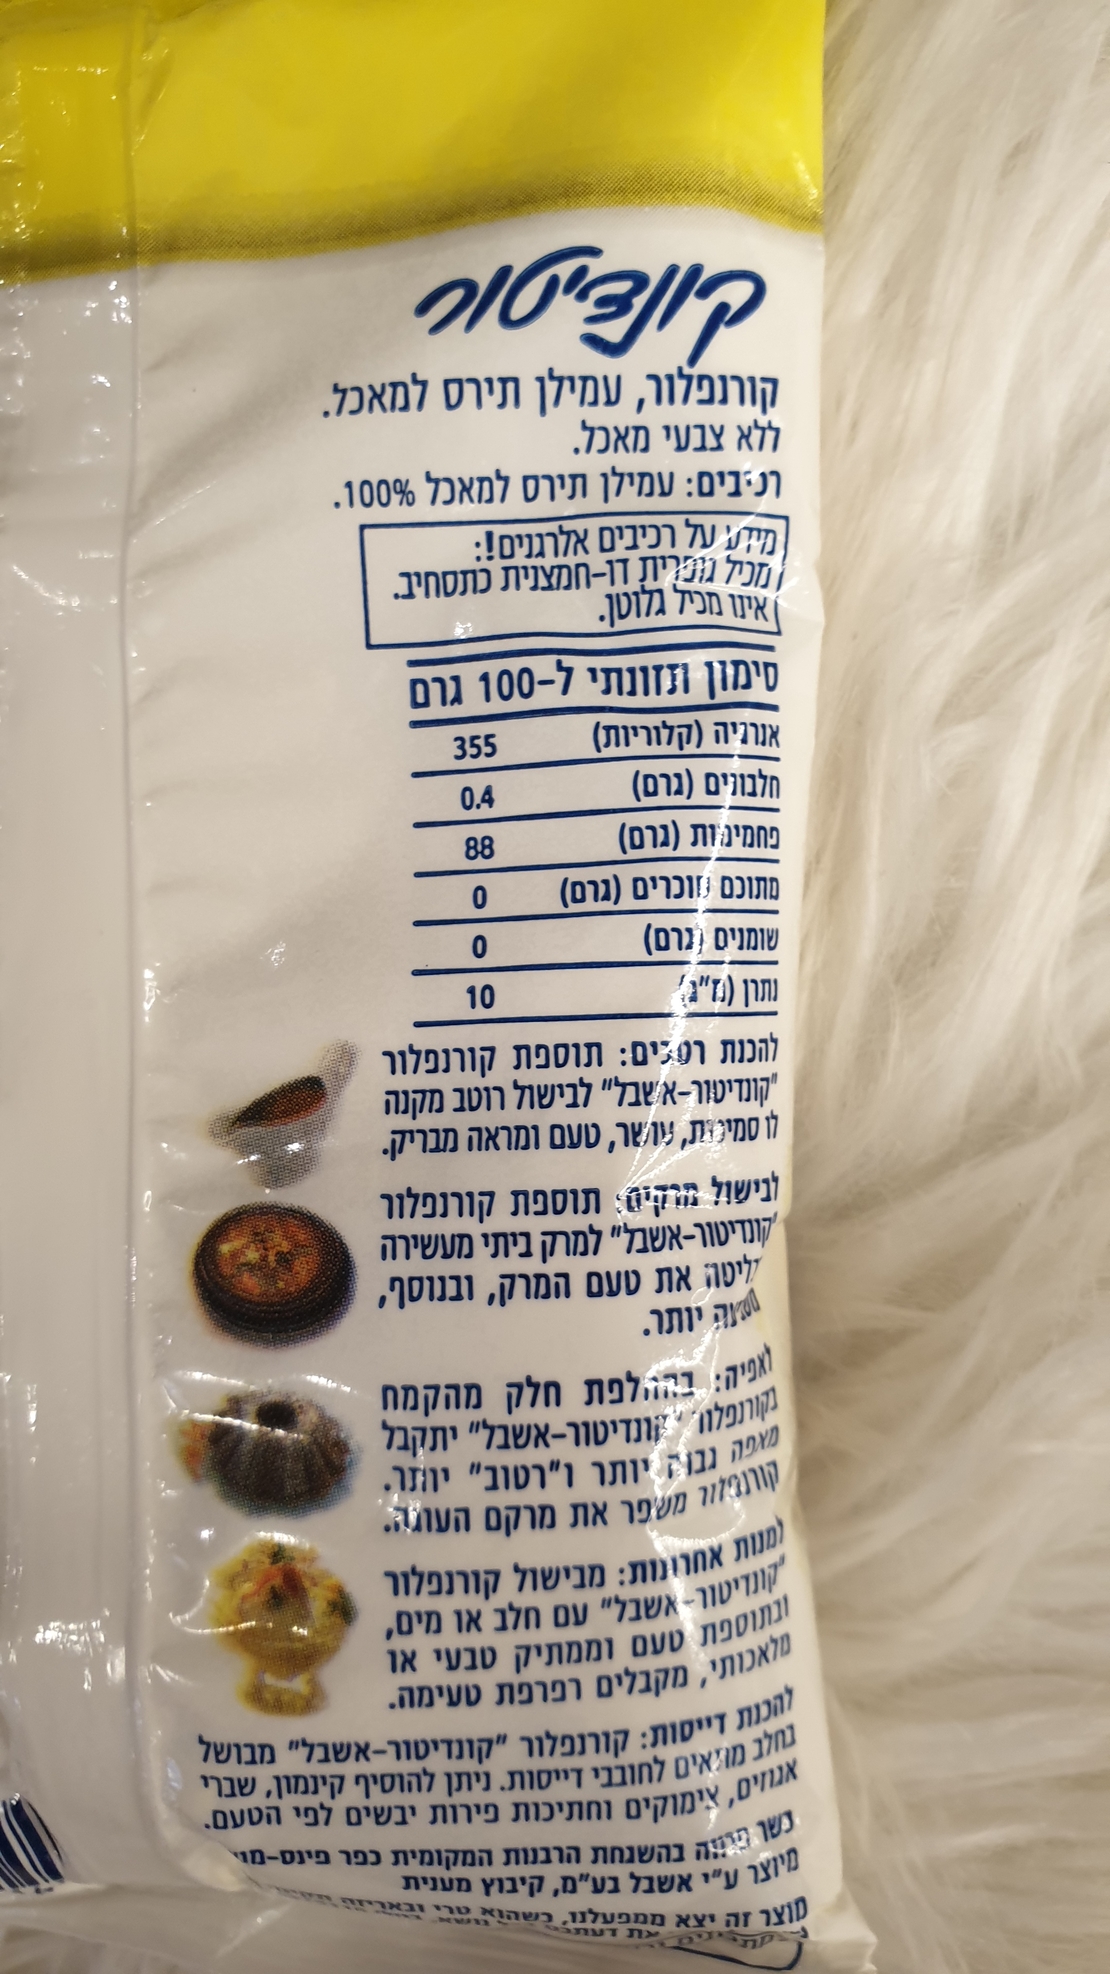 קונדיטור
קורנפלור, עמילן תירס למאכל.
ללא צבעי מאכל.
רכיבים: עמילן תירס למאכל 100%.
מידע על רכיבים אלרגנים!:
מכיל גופרית דו-חמצנית כתסחיב.
אינו מכיל גלוטן.
סימון תזונתי ל-100 גרם
אנרגיה (קלוריות) 355
חלבונים (גרם) 0.4
פחמימות (גרם) 88
מתוכם סוכרים (גרם) 0
שומנים (גרם) 0
נתרן (מ"ג) 10
להכנת רטבים: תוספת קורנפלור
"קונדיטור-אשבל" לבישול רוטב מקנה
לו סמיכות, עושר, טעם ומראה מבריק.
לבישול מרקים: תוספת קורנפלור
"קונדיטור-אשבל" למרק ביתי מעשירה
את טעם המרק, ובנוסף,
יותר.
לאפיה: בהחלפת חלק מהקמח
בקורנפלור "קונדיטור-אשבל" יתקבל
מאפה גבוה יותר ו"רטוב" יותר.
קורנפלור משפר את מרקם העוגה.
למנות אחרונות: מבישול קורנפלור
"קונדיטור-אשבל" עם חלב או מים,
ובתוספת טעם וממתיק טבעי או
מלאכותי, מקבלים רפרפת טעימה.
להכנת דייסות: קורנפלור "קונדיטור-אשבל" מבושל
בחלב מתאים לחובבי דייסות. ניתן להוסיף קינמון, שברי
אגוזים, צימוקים וחתיכות פירות יבשים לפי הטעם.
כשר פרווה בהשגחת הרבנות המקומית כפר פינס-
מיוצר ע"י אשבל בע"מ, קיבוץ מענית
מוצר זה יצא ממפעלנו, כשהוא טרי ובאריזה
את דעתכם